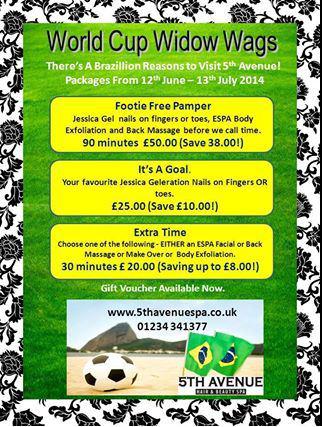 World Cup Widow Wags
There's A Brazillion Reasons to Visit 5th Avenue!
Packages From 12th June – 13th July 2014
Footie Free Pamper
Jessica Gel nails on fingers or toes, ESPA Body
Exfoliation and Back Massage before we call time.
90 minutes £50.00 (Save 38.00!)
It's A Goal.
Your favourite Jessica Geleration Nails on Fingers OR
toes.
£25.00 (Save £10.00!)
Extra Time
Choose one of the following - EITHER an ESPA Facial or Back
Massage or Make Over or Body Exfoliation.
30 minutes £ 20.00 (Saving up to £8.00!)
Gift Voucher Available Now.
www.5thavenuespa.co.uk
01234 341377
5TH AVENUE
HAIR & BEAUTY SPA